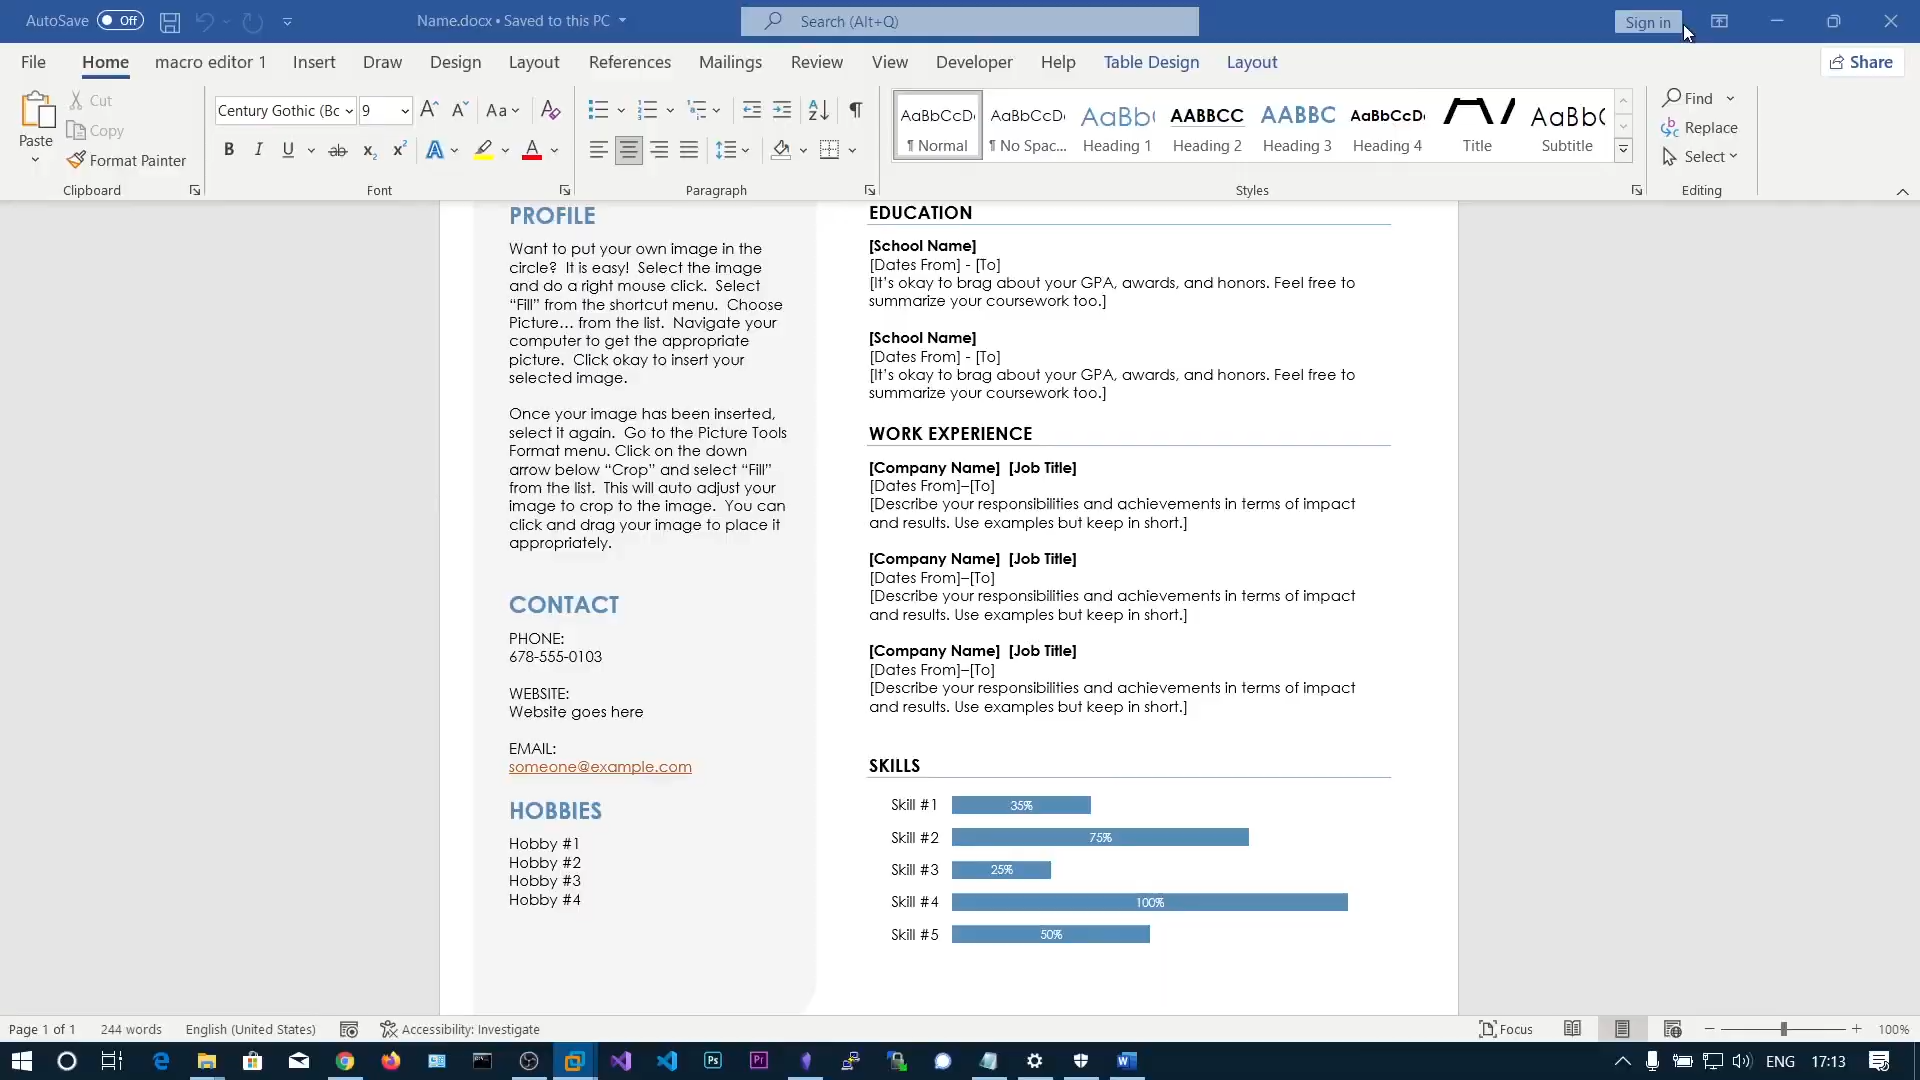 AutoSave Off Name.docx • Saved to this PC Search (Alt+Q) Sign in
File Home macro editor 1 Insert Draw Design Layout References Mailings Review View Developer Help Table Design Layout Share
Paste
Cut
Copy
Format Painter
Clipboard
Century Gothic (Bc 9
Font
Paragraph
AaBbCcDc AaBbCcDc AaBb( AABBCC AABBC AaBbCcDc AaBb(
¶ Normal ¶ No Spac... Heading 1 Heading 2 Heading 3 Heading 4 Title Subtitle
Styles
Find
Replace
Select
Editing
PROFILE
Want to put your own image in the
circle?  It is easy!  Select the image
and do a right mouse click.  Select
“Fill” from the shortcut menu.  Choose
Picture… from the list.  Navigate your
computer to get the appropriate
picture.  Click okay to insert your
selected image.
Once your image has been inserted,
select it again.  Go to the Picture Tools
Format menu. Click on the down
arrow below “Crop” and select “Fill”
from the list.  This will auto adjust your
image to crop to the image.  You can
click and drag your image to place it
appropriately.
CONTACT
PHONE:
678-555-0103
WEBSITE:
Website goes here
EMAIL:
someone@example.com
HOBBIES
Hobby #1
Hobby #2
Hobby #3
Hobby #4
EDUCATION
[School Name]
[Dates From] - [To]
[It’s okay to brag about your GPA, awards, and honors. Feel free to
summarize your coursework too.]
[School Name]
[Dates From] - [To]
[It’s okay to brag about your GPA, awards, and honors. Feel free to
summarize your coursework too.]
WORK EXPERIENCE
[Company Name]  [Job Title]
[Dates From]–[To]
[Describe your responsibilities and achievements in terms of impact
and results. Use examples but keep in short.]
[Company Name]  [Job Title]
[Dates From]–[To]
[Describe your responsibilities and achievements in terms of impact
and results. Use examples but keep in short.]
[Company Name]  [Job Title]
[Dates From]–[To]
[Describe your responsibilities and achievements in terms of impact
and results. Use examples but keep in short.]
SKILLS
Skill #1 35%
Skill #2 75%
Skill #3 25%
Skill #4 100%
Skill #5 50%
Page 1 of 1 244 words English (United States) Accessibility: Investigate Focus 100%
ENG 17:13